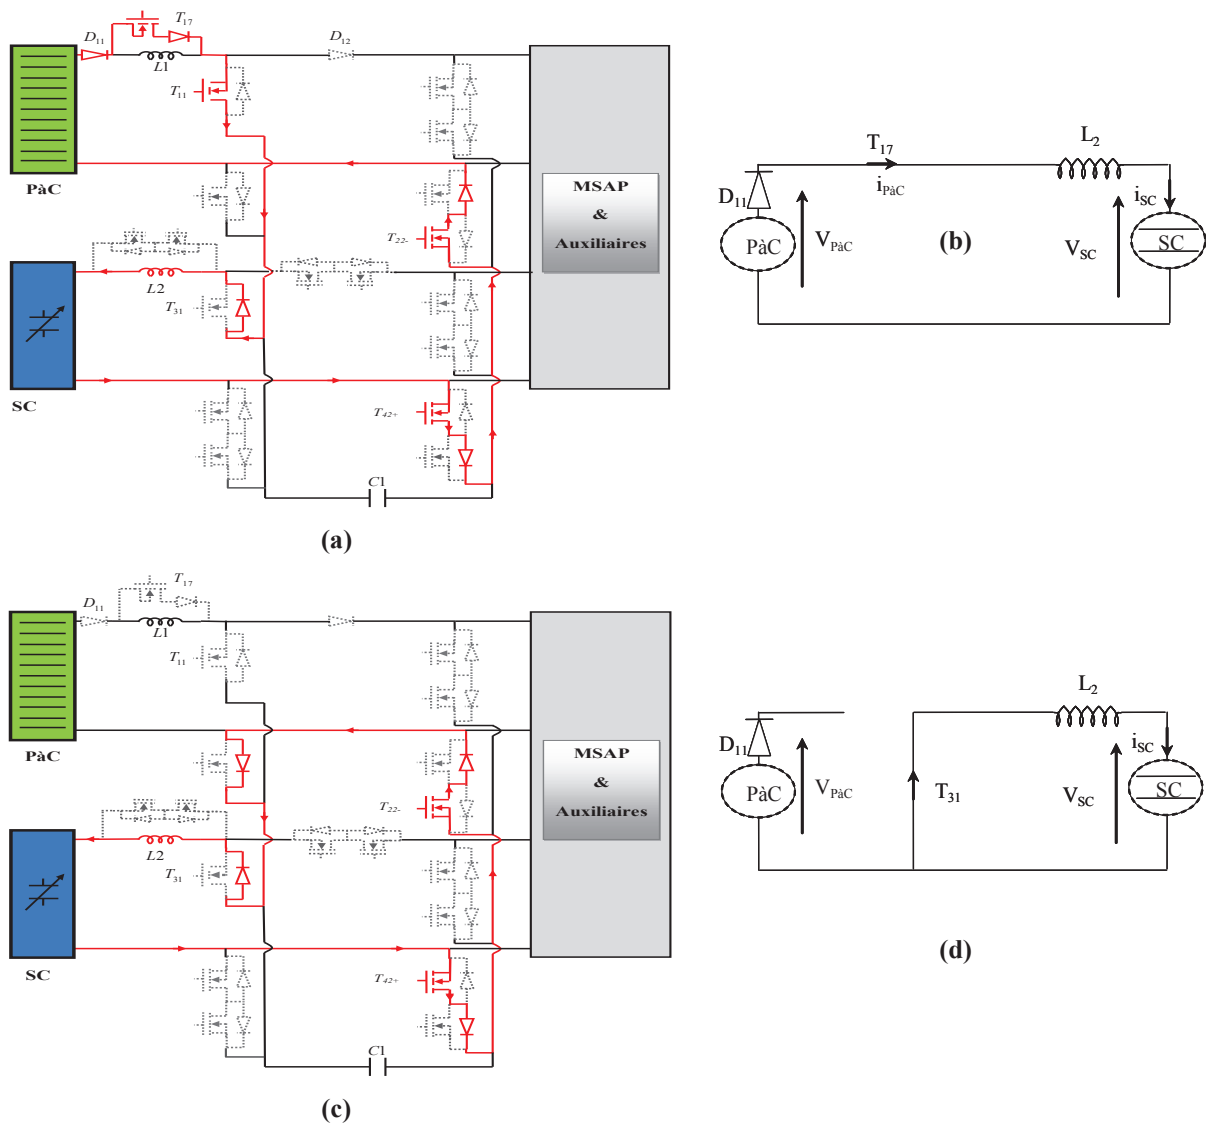 T17
D11
L1
D12
T11
PàC
MSAP
&
Auxiliaires
T22-
L2
T31
SC
T42+
C1
(a)
T17
L2
iPàC
D11
iSC
PàC
VPàC
(b)
VSC
SC
T17
D11
L1
T11
PàC
MSAP
&
Auxiliaires
T22-
L2
T31
SC
T42+
C1
(c)
L2
D11
iSC
PàC
VPàC
T31
VSC
SC
(d)